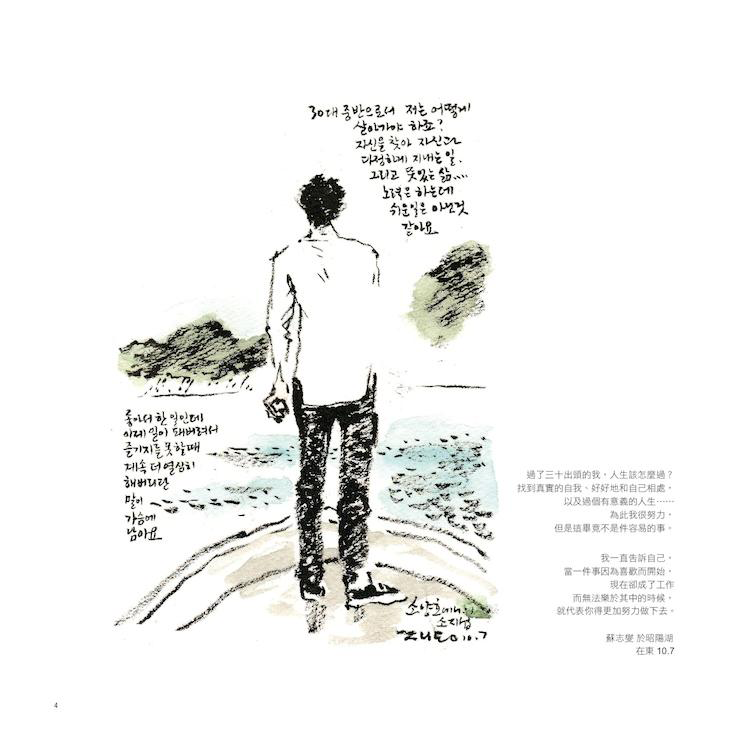 30대 중반으로서 저는 어떻게
살아가야 하죠?
자신을 찾아 자신과
다정하게 지내는 일.
그리고 뜻있는 삶....
노력은 하는데
쉬운일은 아닌것
같아요
좋아서 한 일인데
이제 일이 돼버려서
즐기지를 못할때
계속 더 열심히
해버리란
말이
가슴에
남아요
소양호에서
소지섭
10.7
過了三十出頭的我，人生該怎麼過？
找到真實的自我、好好地和自己相處，
以及過個有意義的人生⋯⋯
為此我很努力，
但是這畢竟不是件容易的事。
我一直告訴自己，
當一件事因為喜歡而開始，
現在卻成了工作
而無法樂於其中的時候，
就代表你得更加努力做下去。
蘇志燮 於昭陽湖
在東 10.7
4